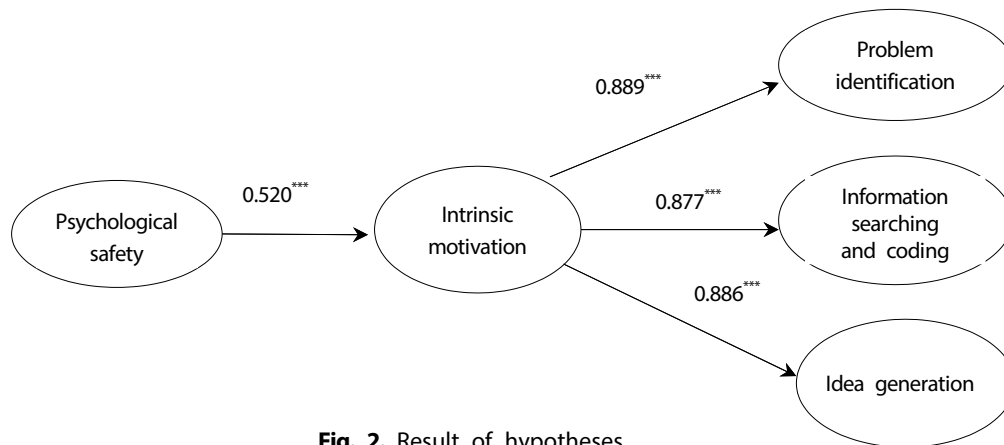 Problem
identification
0.889***
Psychological
safety
0.520***
Intrinsic
motivation
0.877***
Information
searching
and coding
0.886***
Idea generation
Fig. 2. Result of hypotheses